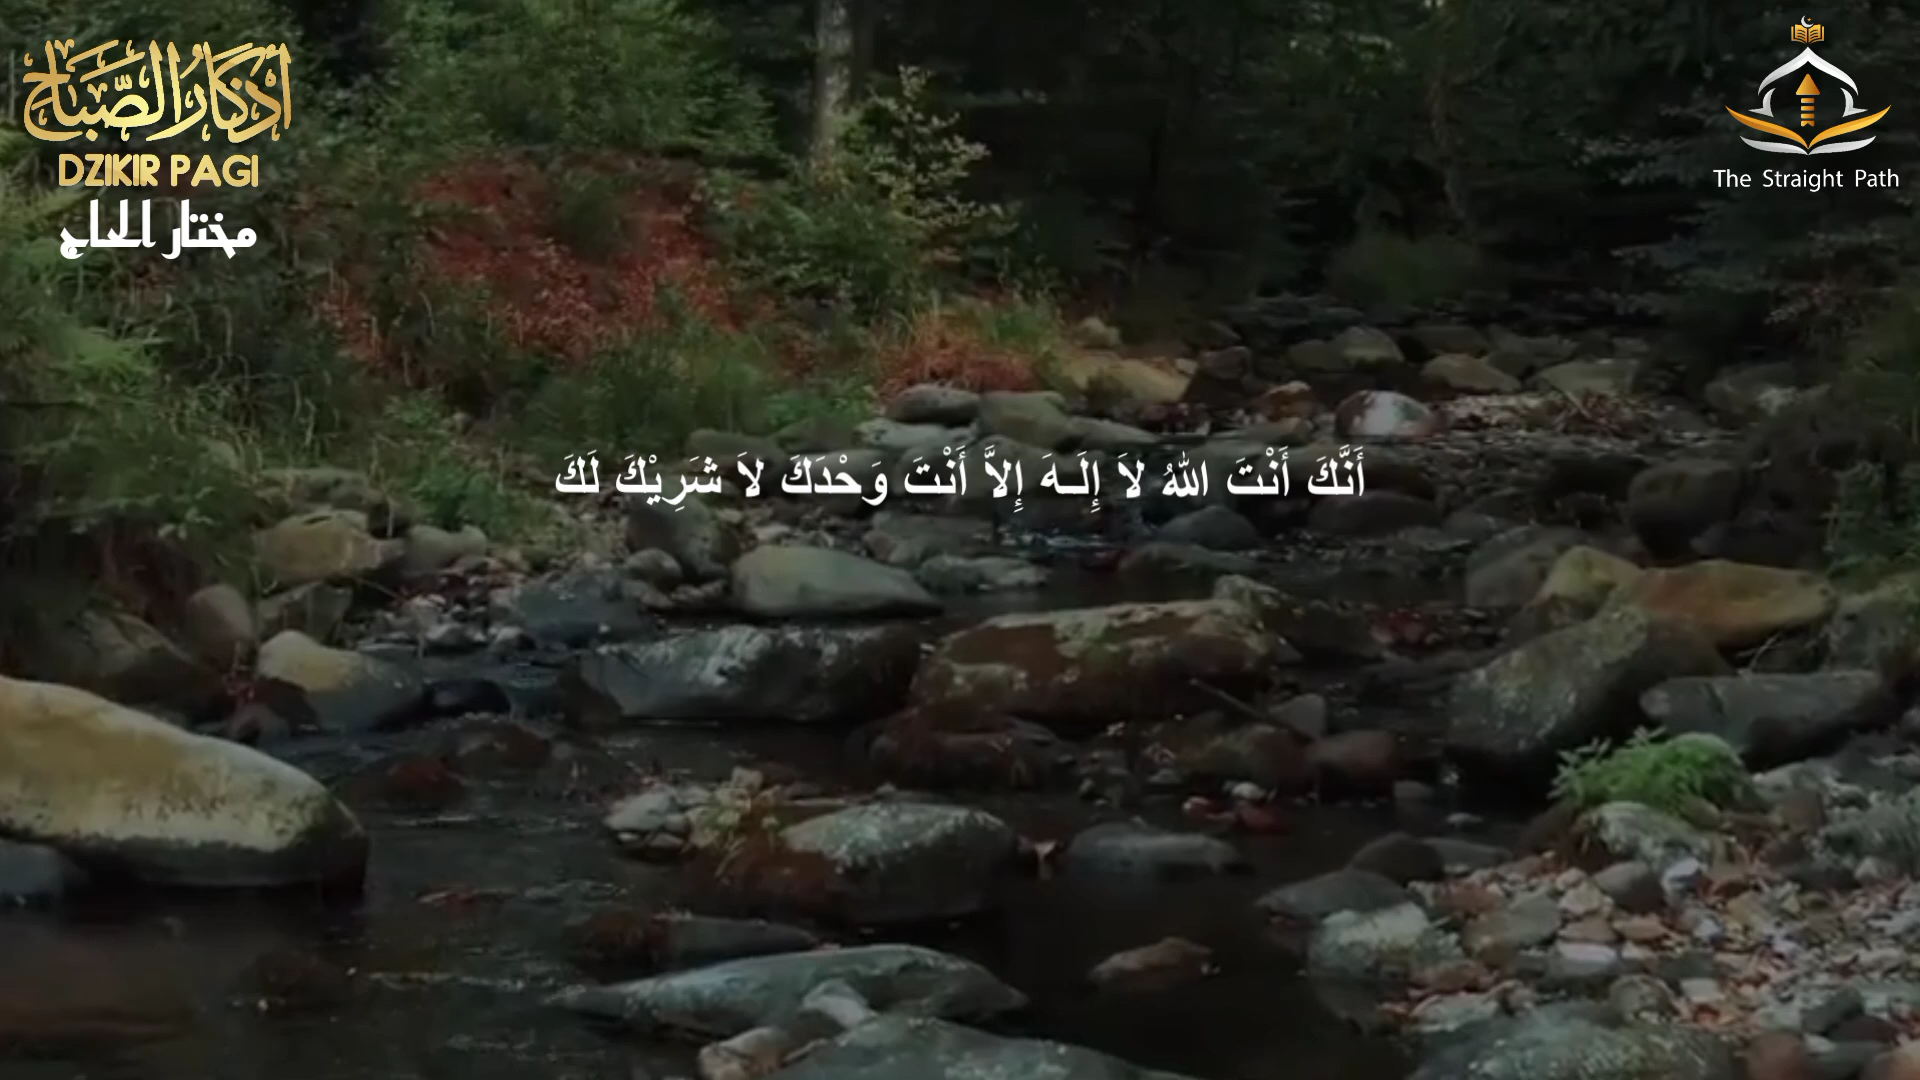 أذكار الصباح
DZIKIR PAGI
مختار الحاج
The Straight Path
أَنَّكَ أَنْتَ اللهُ لاَ إِلَـهَ إِلاَّ أَنْتَ وَحْدَكَ لاَ شَرِيْكَ لَكَ